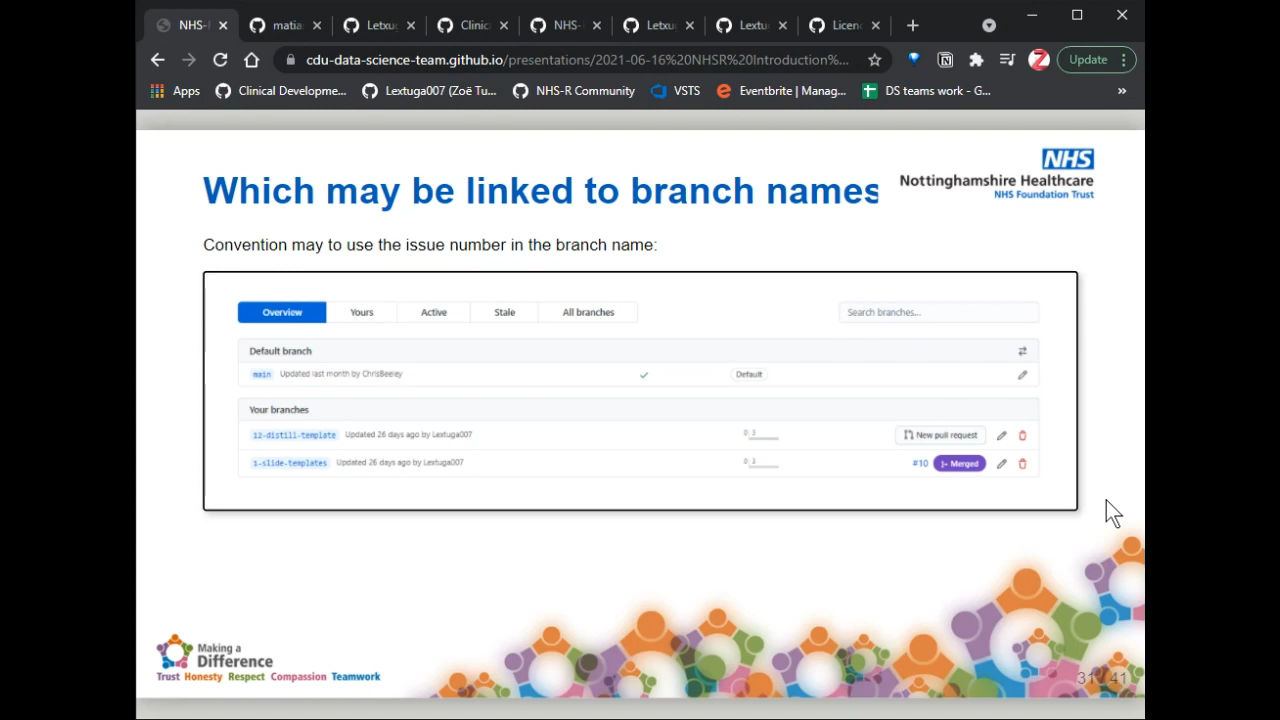 NHS-
matia
Letxug
Clinic
NHS-
Letxu
Lextu
Licen
cdu-data-science-team.github.io/presentations/2021-06-16%20NHSR%20Introduction%...
Update
Apps
Clinical Developme...
Lextuga007 (Zoë Tu...
NHS-R Community
VSTS
Eventbrite | Manag...
DS teams work - G...
»
NHS
Nottinghamshire Healthcare
NHS Foundation Trust
Which may be linked to branch names
Convention may to use the issue number in the branch name:
Overview
Yours
Active
Stale
All branches
Search branches...
Default branch
main Updated last month by ChrisBeeley
Default
Your branches
12-distill-template Updated 26 days ago by Lextuga007
New pull request
1-slide-templates Updated 26 days ago by Lextuga007
#10 Merged
Making a
Difference
Trust Honesty Respect Compassion Teamwork
31 / 41